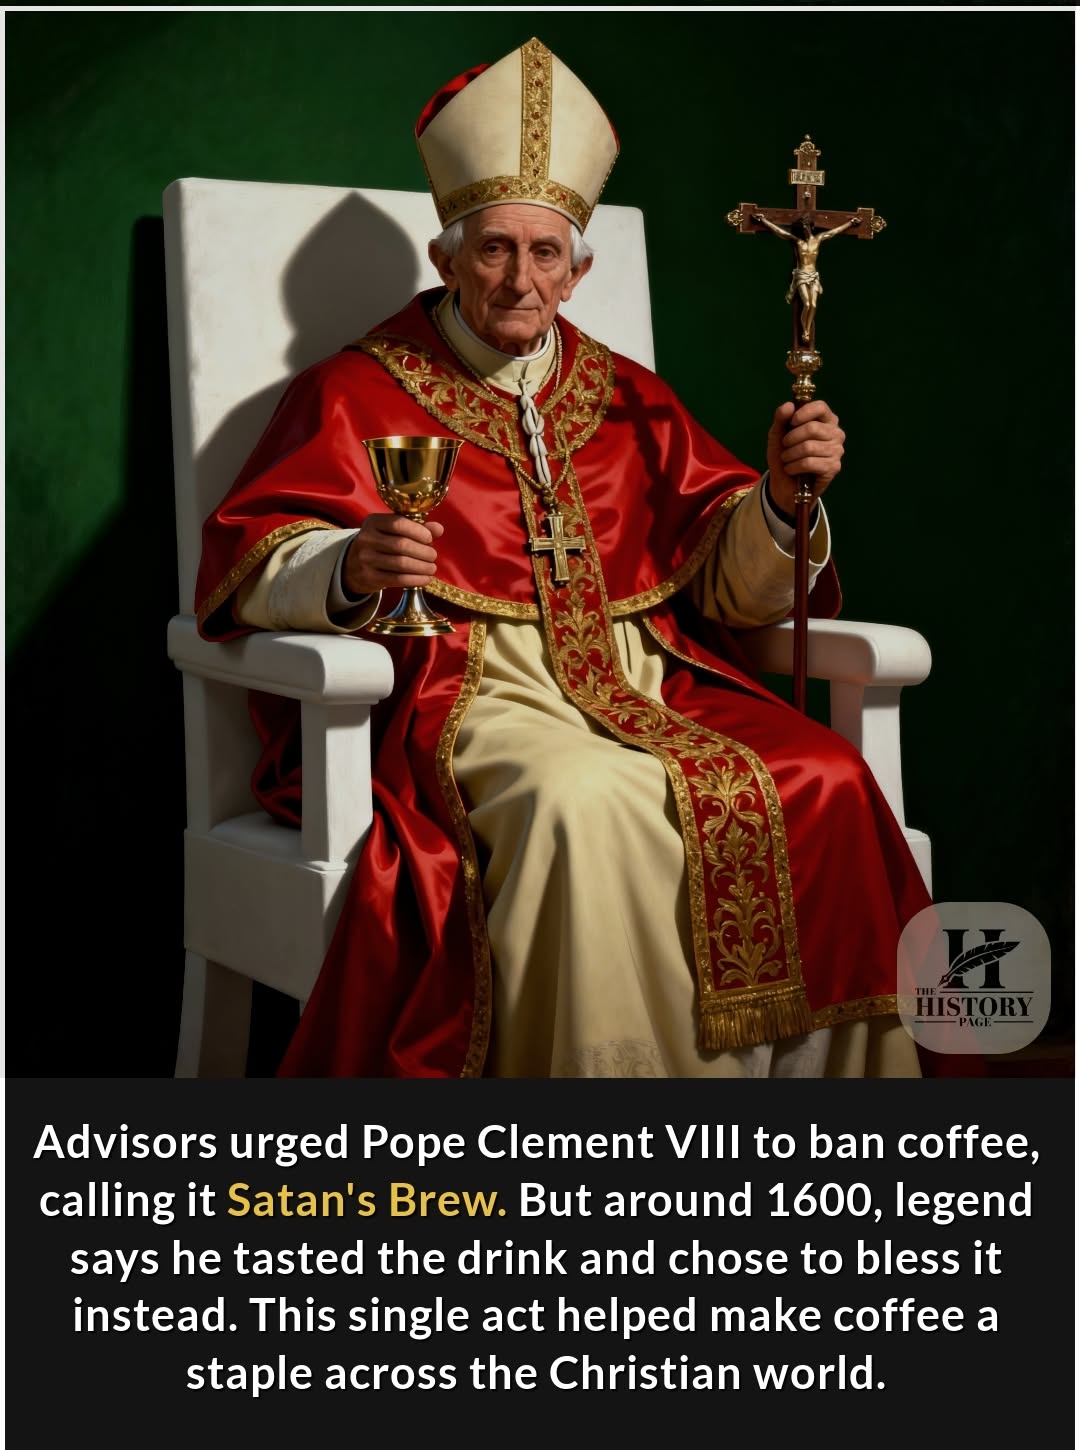 THE
H
HISTORY
PAGE
Advisors urged Pope Clement VIII to ban coffee,
calling it Satan's Brew. But around 1600, legend
says he tasted the drink and chose to bless it
instead. This single act helped make coffee a
staple across the Christian world.